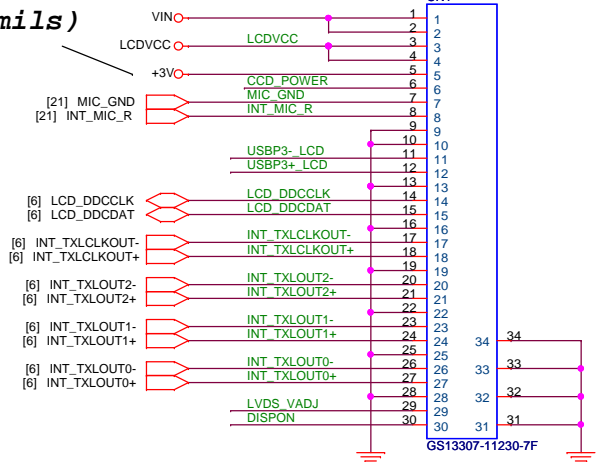 mils)
VIN
LCDVCC
LCDVCC
+3V
CCD_POWER
[21] MIC_GND
MIC_GND
[21] INT_MIC_R
INT_MIC_R
USBP3-_LCD
USBP3+_LCD
[6] LCD_DDCCLK
LCD_DDCCLK
[6] LCD_DDCDAT
LCD_DDCDAT
[6] INT_TXLCLKOUT-
INT_TXLCLKOUT-
[6] INT_TXLCLKOUT+
INT_TXLCLKOUT+
[6] INT_TXLOUT2-
INT_TXLOUT2-
[6] INT_TXLOUT2+
INT_TXLOUT2+
[6] INT_TXLOUT1-
INT_TXLOUT1-
[6] INT_TXLOUT1+
INT_TXLOUT1+
[6] INT_TXLOUT0-
INT_TXLOUT0-
[6] INT_TXLOUT0+
INT_TXLOUT0+
LVDS_VADJ
DISPON
1 1
2 2
3 3
4 4
5 5
6 6
7 7
8 8
9 9
10 10
11 11
12 12
13 13
14 14
15 15
16 16
17 17
18 18
19 19
20 20
21 21
22 22
23 23
24 24
25 25
26 26
27 27
28 28
29 29
30 30
34 34
33 33
32 32
31 31
GS13307-11230-7F